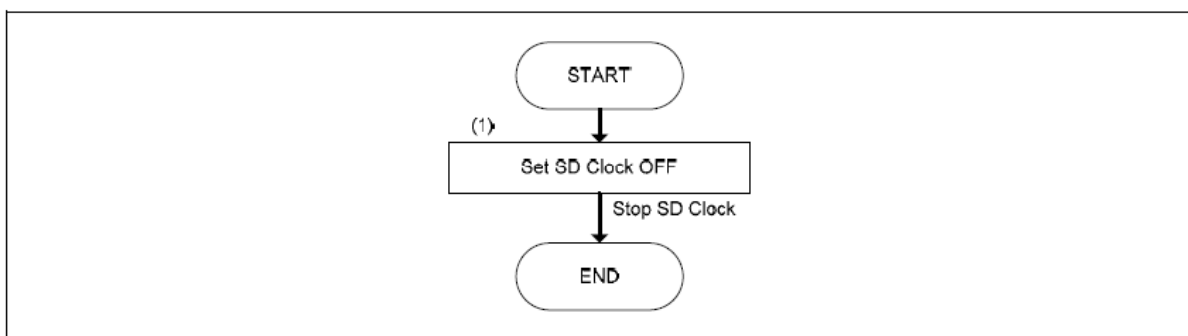 START
(1)
Set SD Clock OFF
Stop SD Clock
END